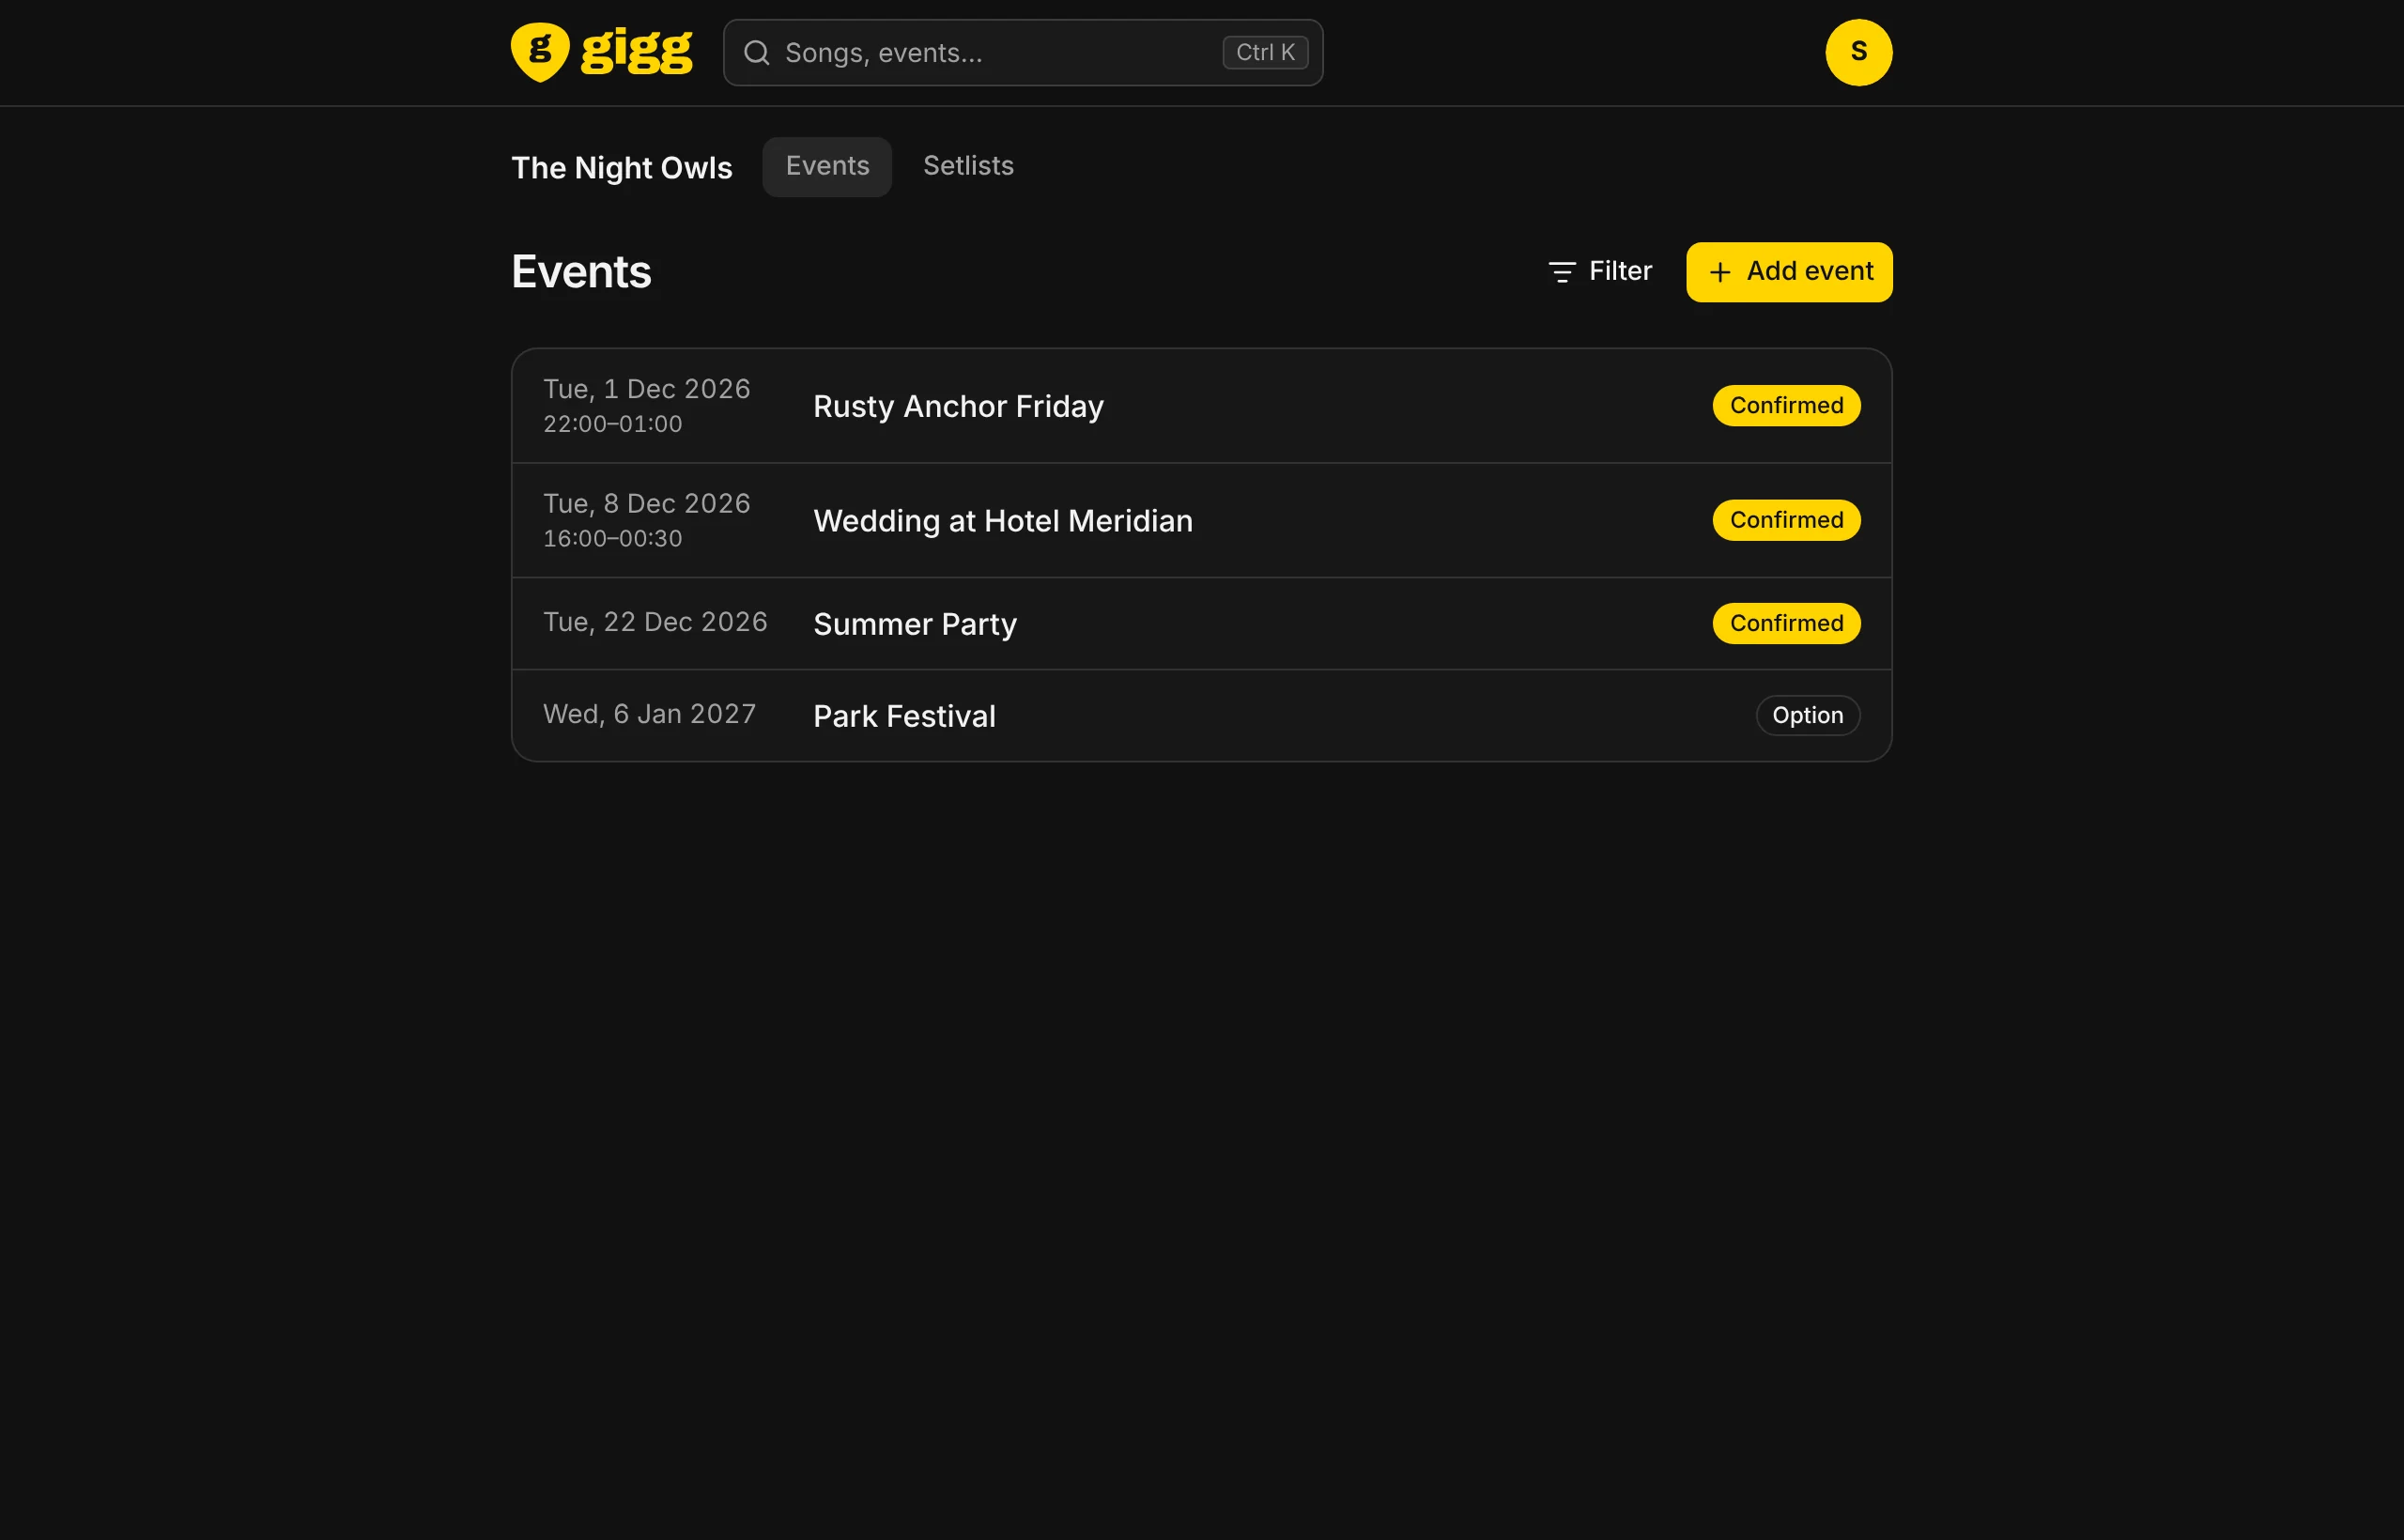 g gigg
Songs, events...
Ctrl K
S
The Night Owls
Events
Setlists
Events
Filter
+ Add event
Tue, 1 Dec 2026
22:00–01:00
Rusty Anchor Friday
Confirmed
Tue, 8 Dec 2026
16:00–00:30
Wedding at Hotel Meridian
Confirmed
Tue, 22 Dec 2026
Summer Party
Confirmed
Wed, 6 Jan 2027
Park Festival
Option